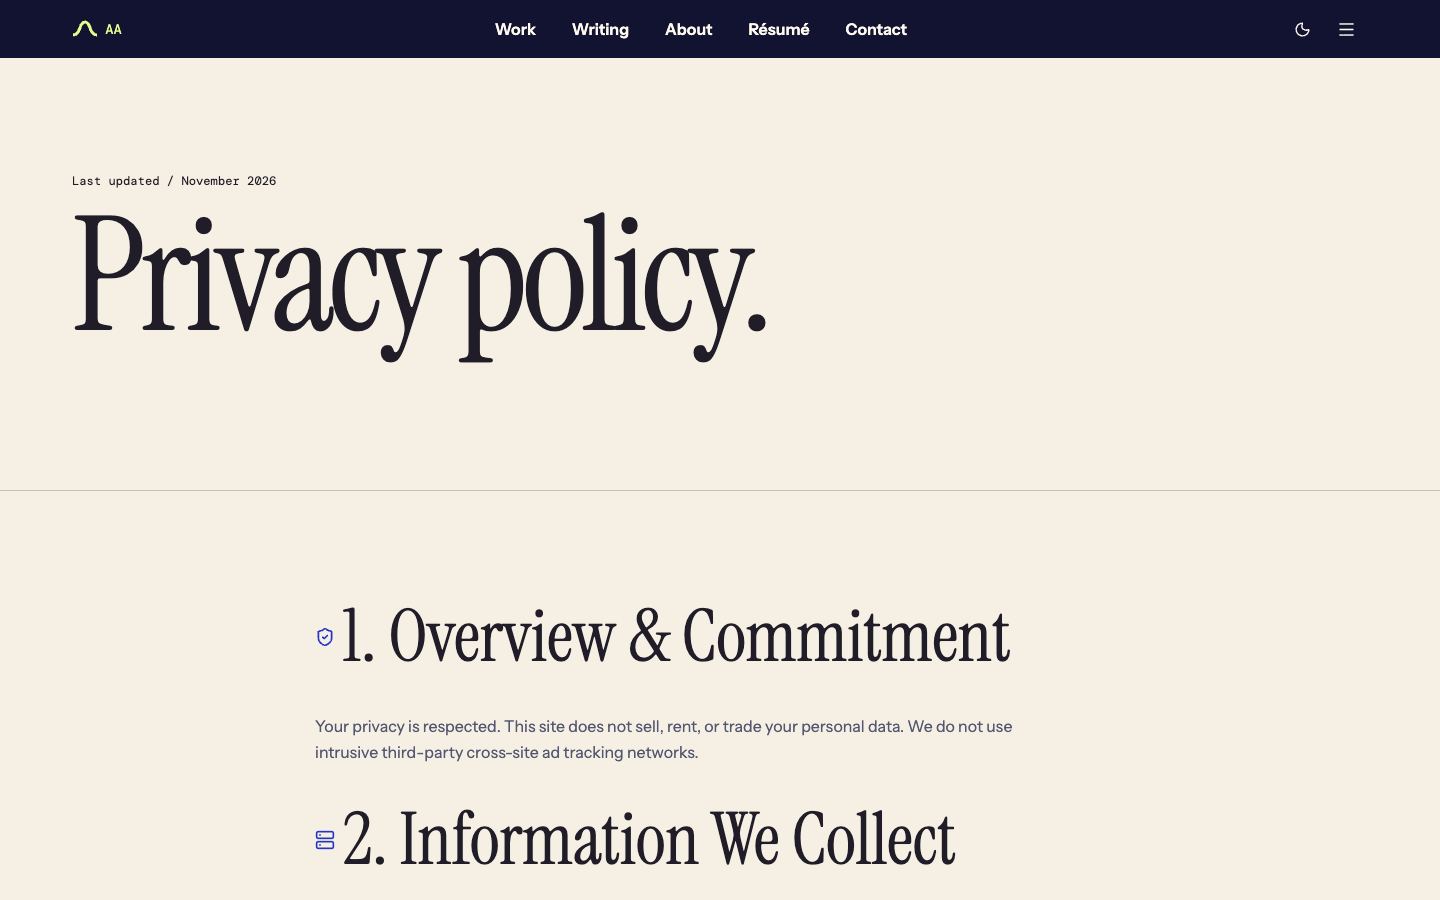 AA
Work
Writing
About
Résumé
Contact
Last updated / November 2026
Privacy policy.
1. Overview & Commitment
Your privacy is respected. This site does not sell, rent, or trade your personal data. We do not use
intrusive third-party cross-site ad tracking networks.
2. Information We Collect